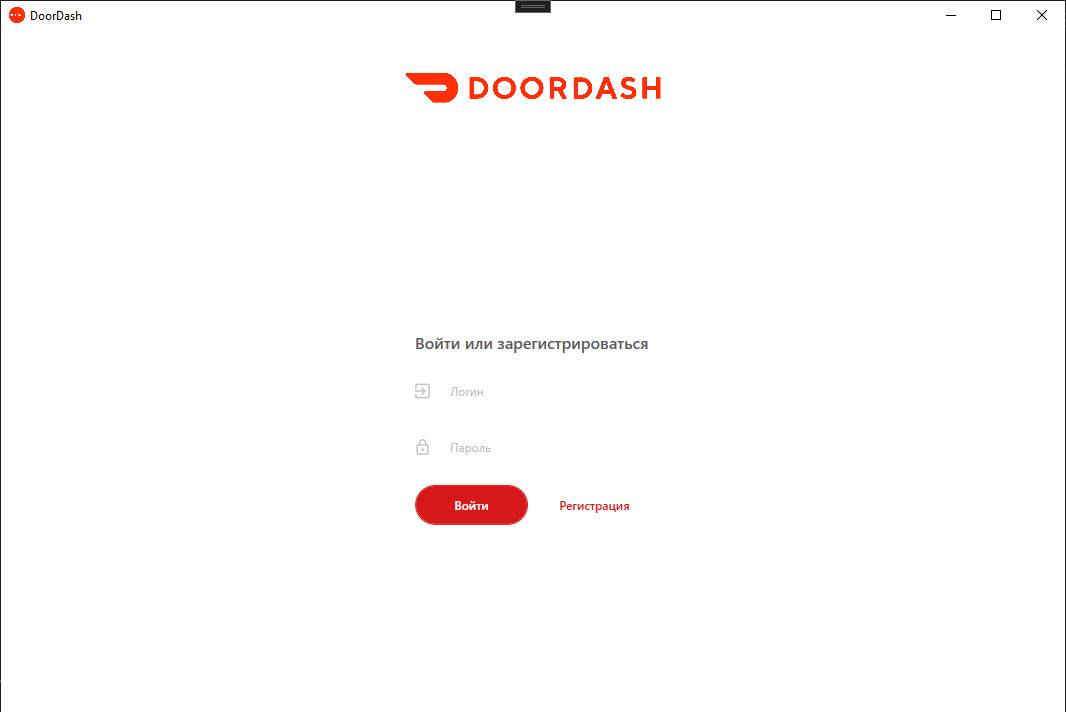 DoorDash
DOORDASH
Войти или зарегистрироваться
Логин
Пароль
Войти
Регистрация